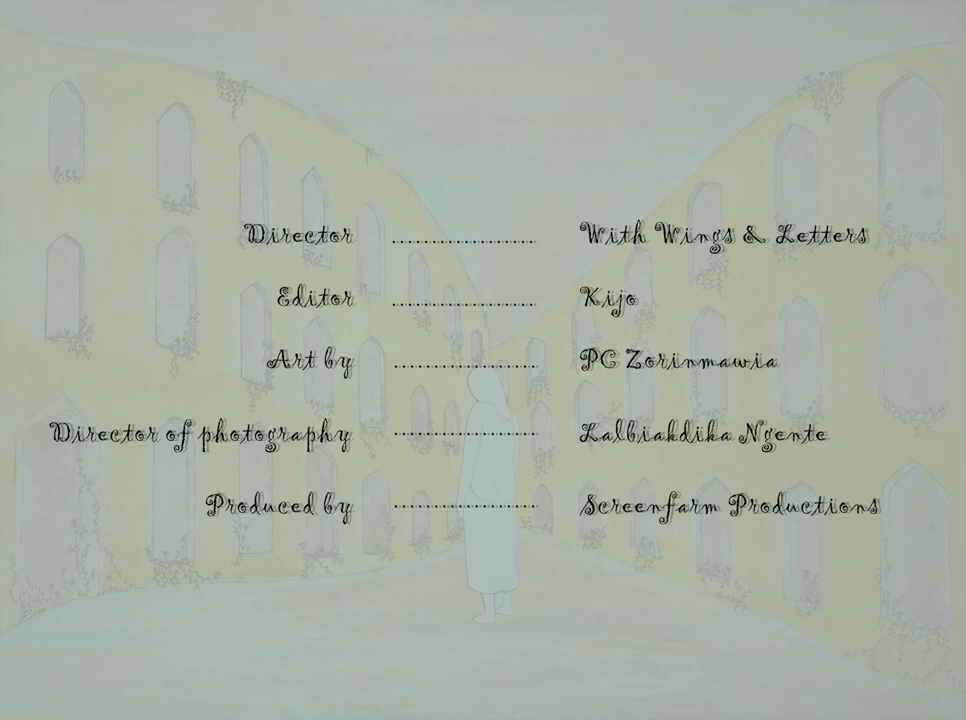 Director .............................. With Wings & Letters
Editor .............................. Kijo
Art by .............................. PC Zorinmawia
Director of photography .............................. Lalbiakdika Ngente
Produced by .............................. Screenfarm Productions